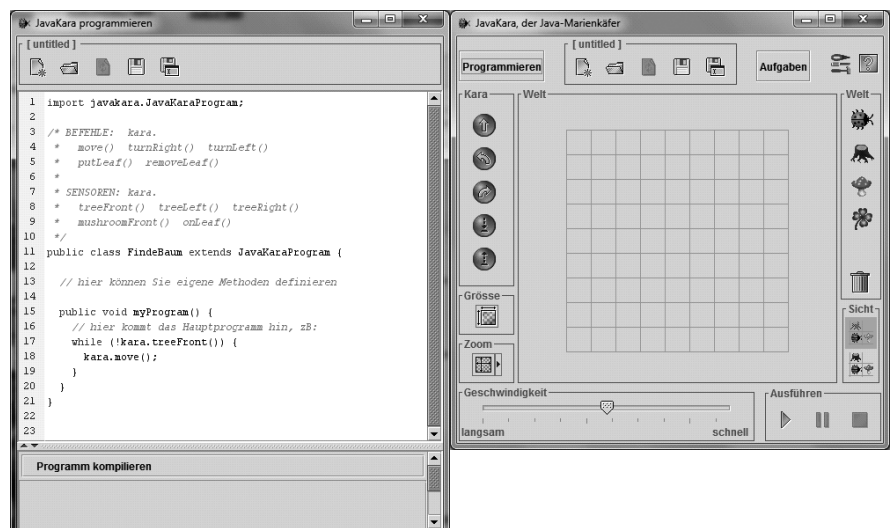 JavaKara programmieren
[ untitled ]
1 import javakara.JavaKaraProgram;
2
3 /* BEFEHLE:  kara.
4  *   move()  turnRight()  turnLeft()
5  *   putLeaf()  removeLeaf()
6  *
7  * SENSOREN: kara.
8  *   treeFront()  treeLeft()  treeRight()
9  *   mushroomFront()  onLeaf()
10  */
11 public class FindeBaum extends JavaKaraProgram {
12
13   // hier können Sie eigene Methoden definieren
14
15   public void myProgram() {
16     // hier kommt das Hauptprogramm hin, zB:
17     while (!kara.treeFront()) {
18       kara.move();
19     }
20   }
21 }
22
23
Programm kompilieren
JavaKara, der Java-Marienkäfer
Programmieren
[ untitled ]
Aufgaben
Kara
Welt
Welt
Grösse
Zoom
Sicht
Geschwindigkeit
langsam
schnell
Ausführen